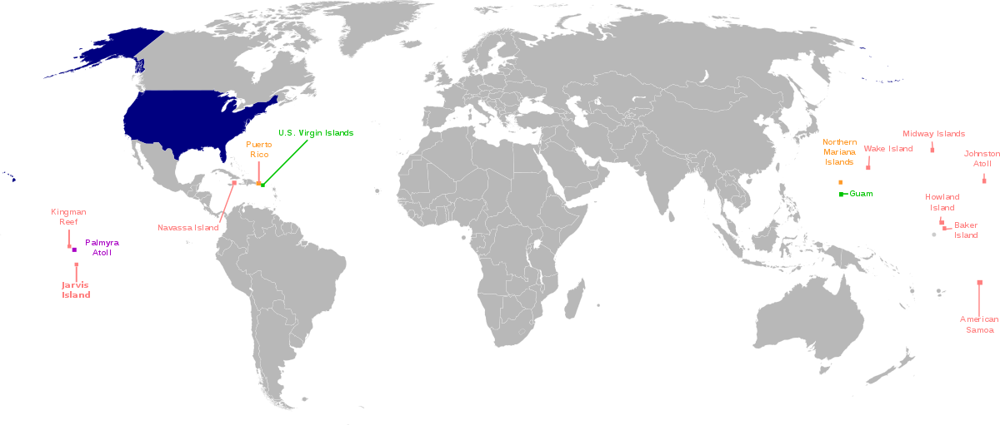 U.S. Virgin Islands
Puerto
Rico
Navassa Island
Kingman
Reef
Palmyra
Atoll
Jarvis
Island
Northern
Mariana
Islands
Guam
Wake Island
Midway Islands
Johnston
Atoll
Howland
Island
Baker
Island
American
Samoa